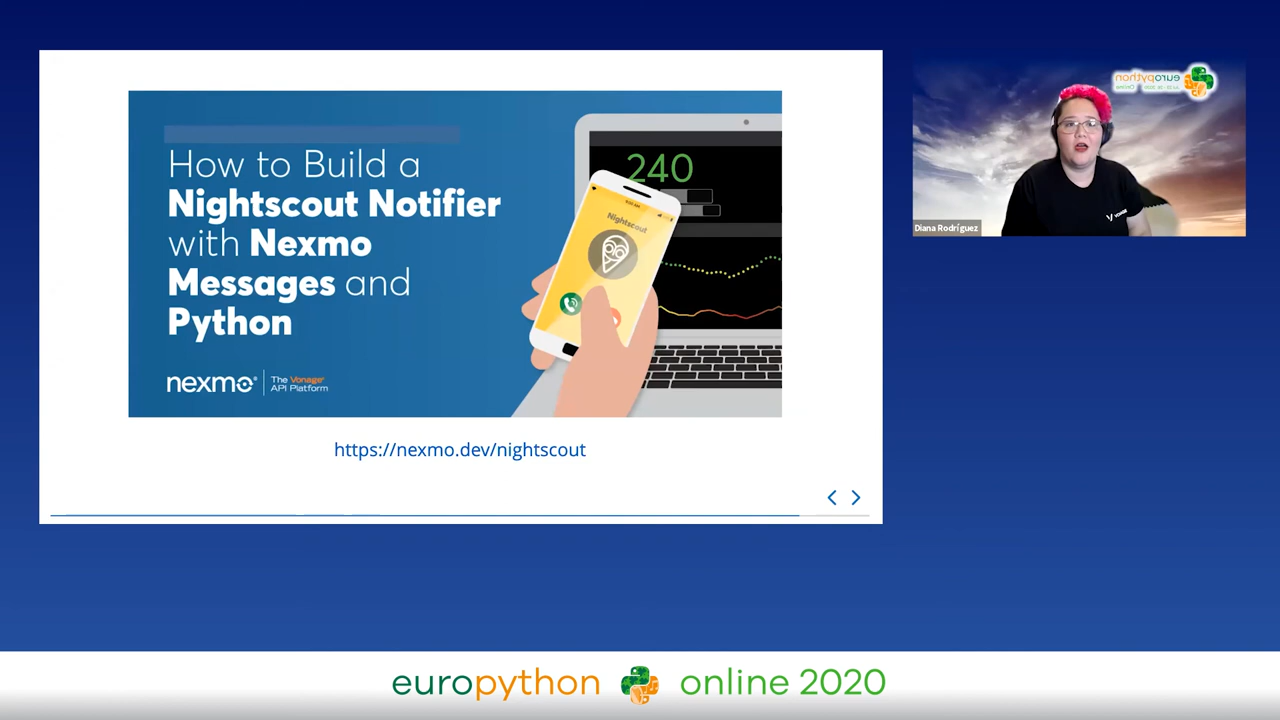 How to Build a
Nightscout Notifier
with Nexmo
Messages and
Python
nexmo
The Vonage
API Platform
240
Nightscout
https://nexmo.dev/nightscout
europython
Diana Rodríguez
europython online 2020